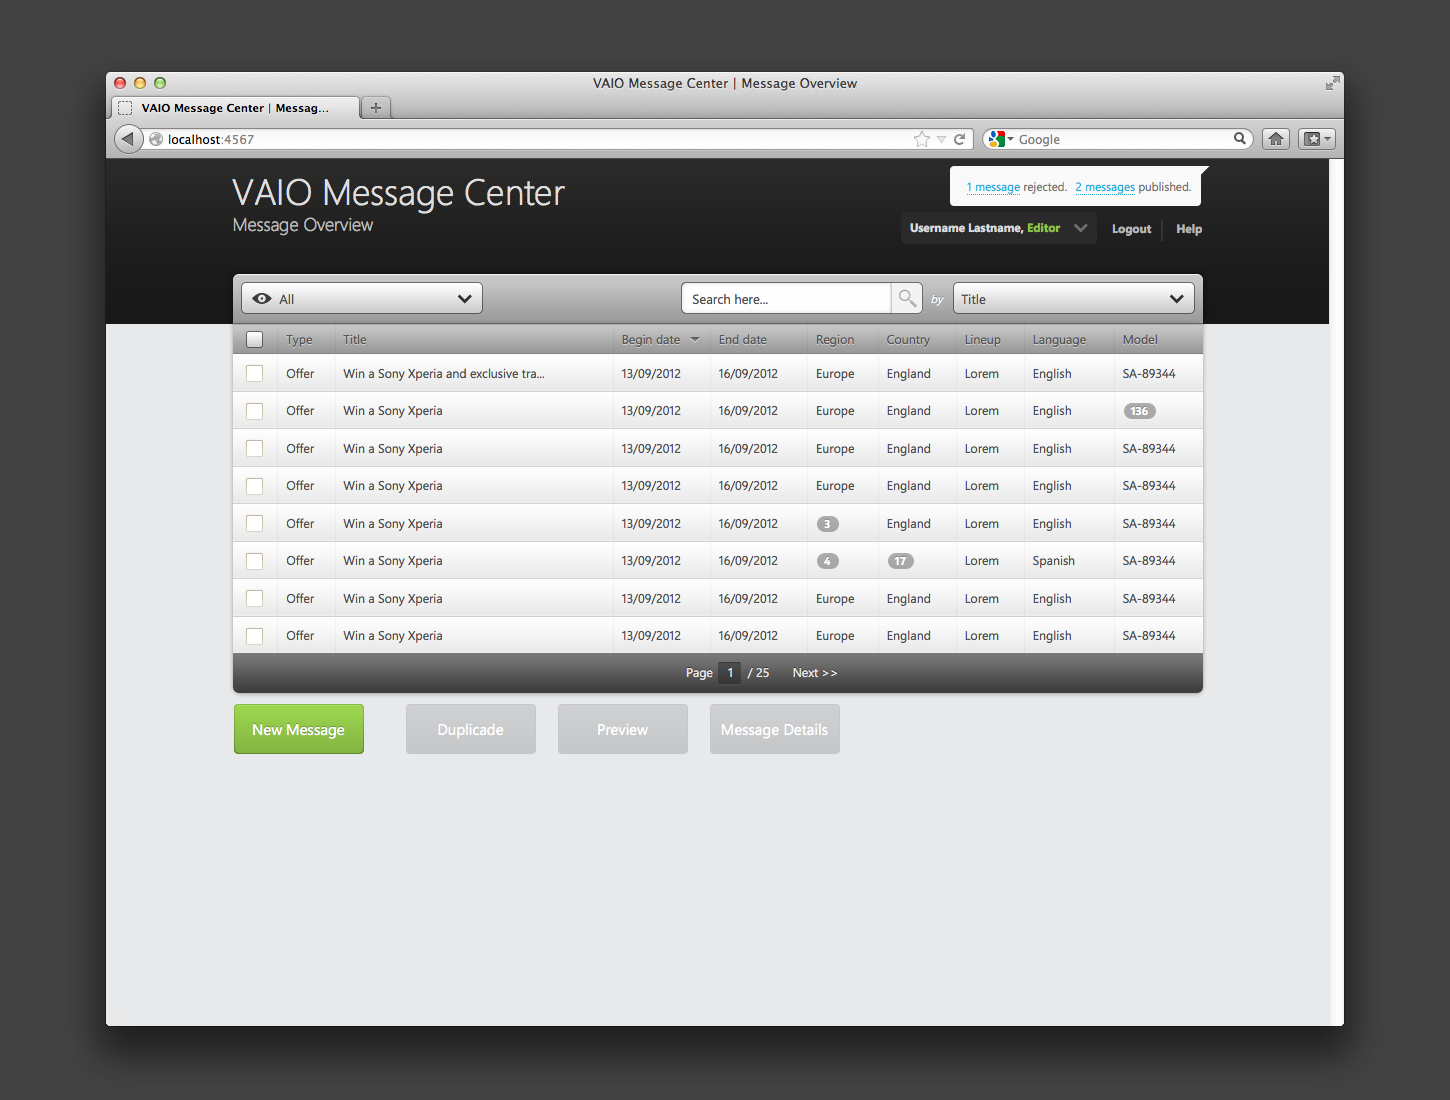 VAIO Message Center | Message Overview
VAIO Message Center | Messag...
localhost:4567
Google
1 message rejected. 2 messages published.
VAIO Message Center
Message Overview
Username Lastname, Editor
Logout
Help
All
Search here...
by
Title
Type Title Begin date End date Region Country Lineup Language Model
Offer Win a Sony Xperia and exclusive tra... 13/09/2012 16/09/2012 Europe England Lorem English SA-89344
Offer Win a Sony Xperia 13/09/2012 16/09/2012 Europe England Lorem English 136
Offer Win a Sony Xperia 13/09/2012 16/09/2012 Europe England Lorem English SA-89344
Offer Win a Sony Xperia 13/09/2012 16/09/2012 Europe England Lorem English SA-89344
Offer Win a Sony Xperia 13/09/2012 16/09/2012 3 England Lorem English SA-89344
Offer Win a Sony Xperia 13/09/2012 16/09/2012 4 17 Lorem Spanish SA-89344
Offer Win a Sony Xperia 13/09/2012 16/09/2012 Europe England Lorem English SA-89344
Offer Win a Sony Xperia 13/09/2012 16/09/2012 Europe England Lorem English SA-89344
Page 1 / 25 Next >>
New Message
Duplicade
Preview
Message Details